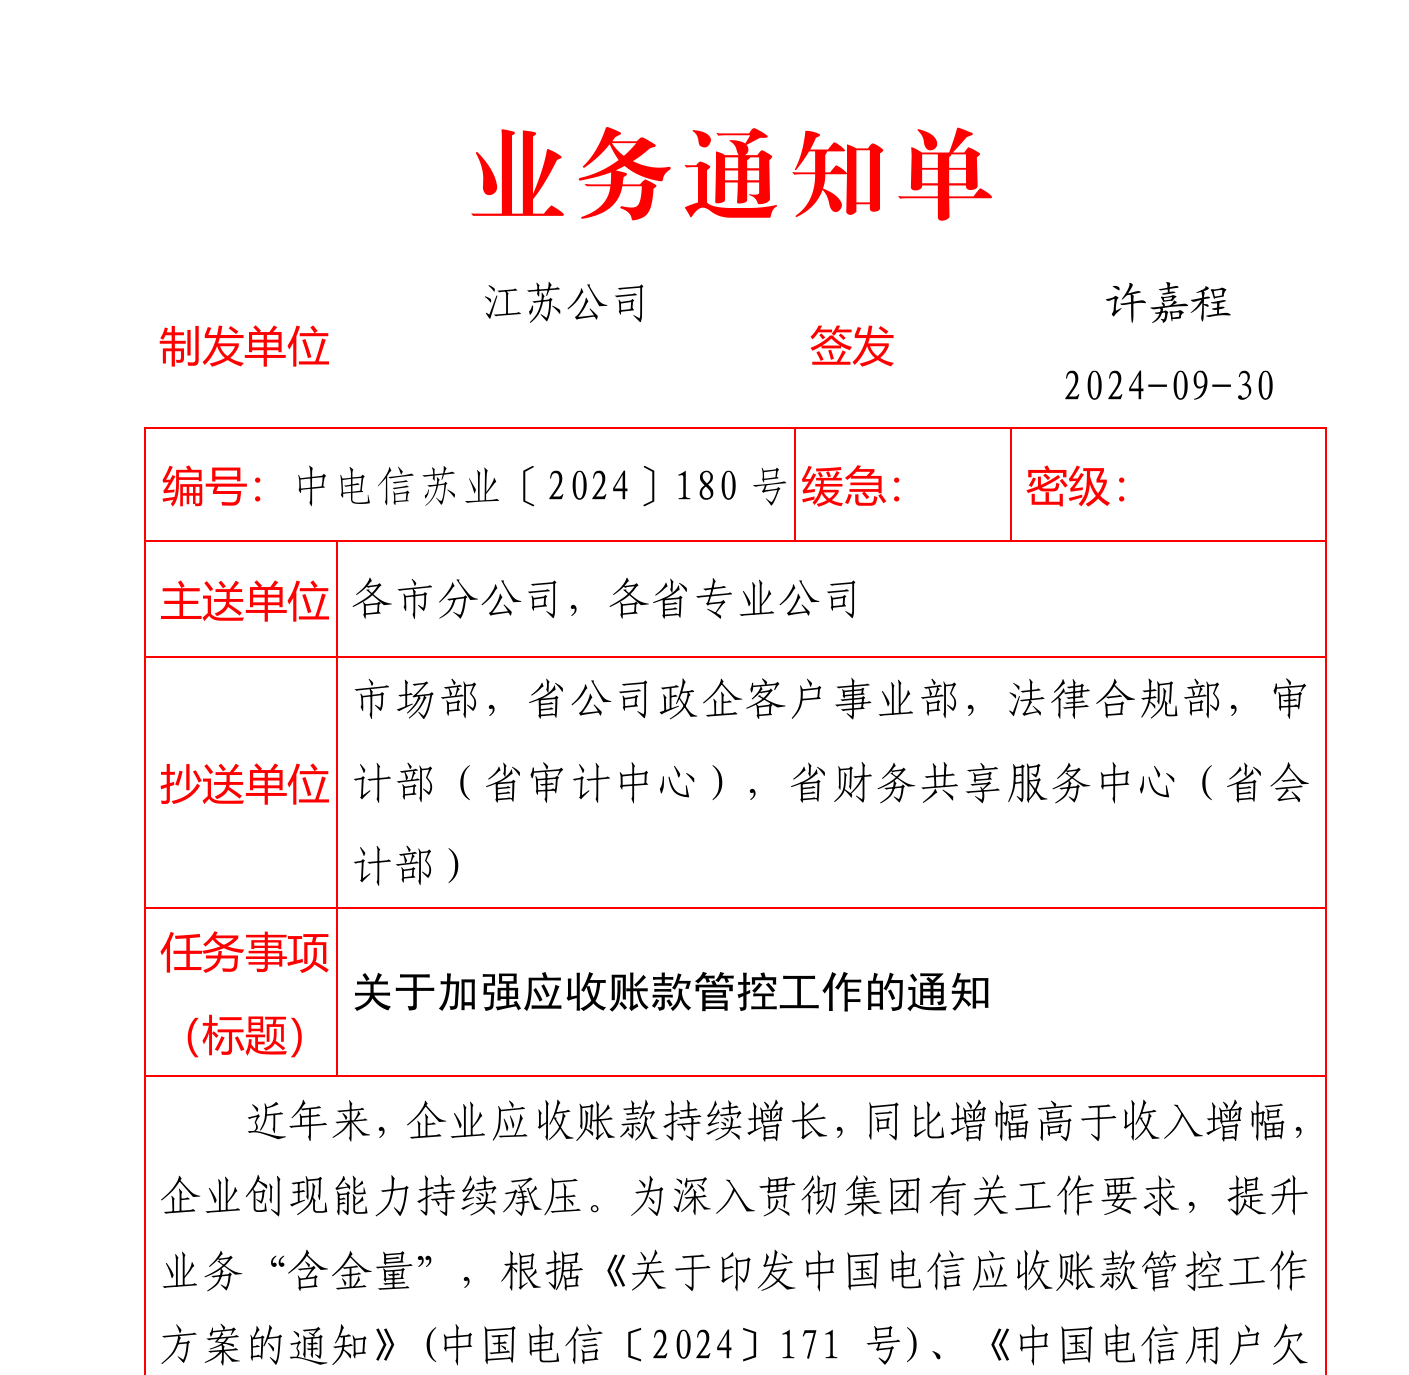 业务通知单
江苏公司 许嘉程
制发单位 签发
2024-09-30
编号：中电信苏业〔2024〕180 号 缓急： 密级：
主送单位 各市分公司，各省专业公司
市场部，省公司政企客户事业部，法律合规部，审
抄送单位 计部（省审计中心），省财务共享服务中心（省会
计部）
任务事项
（标题）
关于加强应收账款管控工作的通知
近年来，企业应收账款持续增长，同比增幅高于收入增幅，
企业创现能力持续承压。为深入贯彻集团有关工作要求，提升
业务“含金量”，根据《关于印发中国电信应收账款管控工作
方案的通知》(中国电信〔2024〕171 号)、《中国电信用户欠